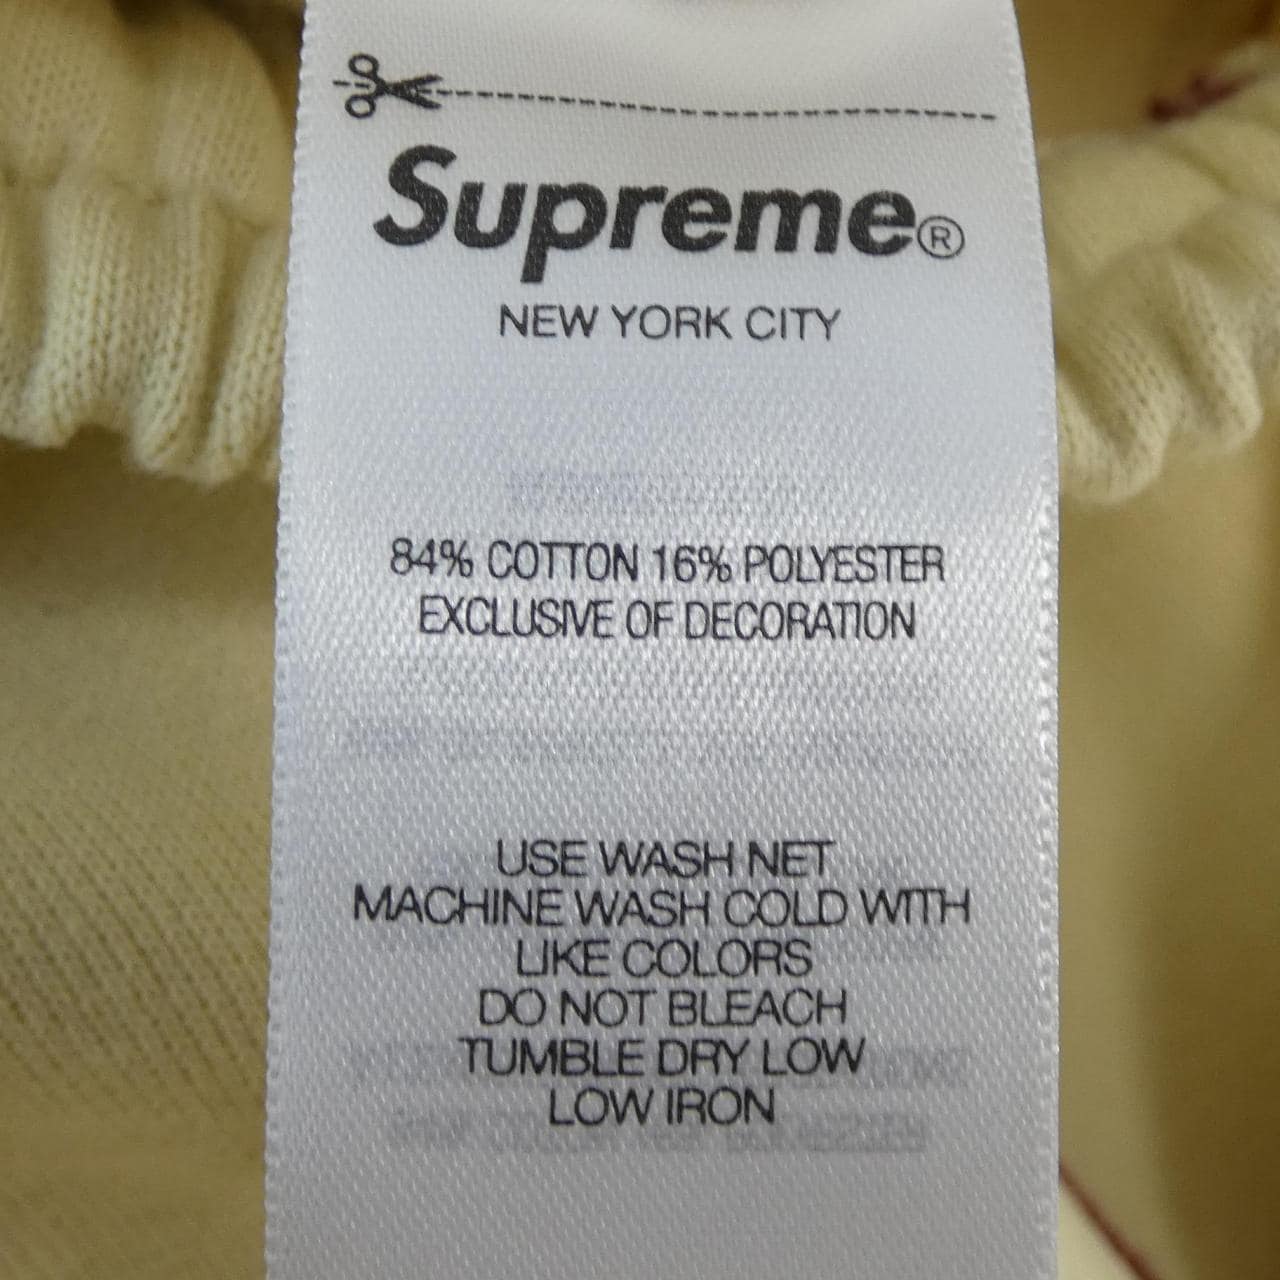 Supreme®
NEW YORK CITY
84% COTTON 16% POLYESTER
EXCLUSIVE OF DECORATION
USE WASH NET
MACHINE WASH COLD WITH
LIKE COLORS
DO NOT BLEACH
TUMBLE DRY LOW
LOW IRON